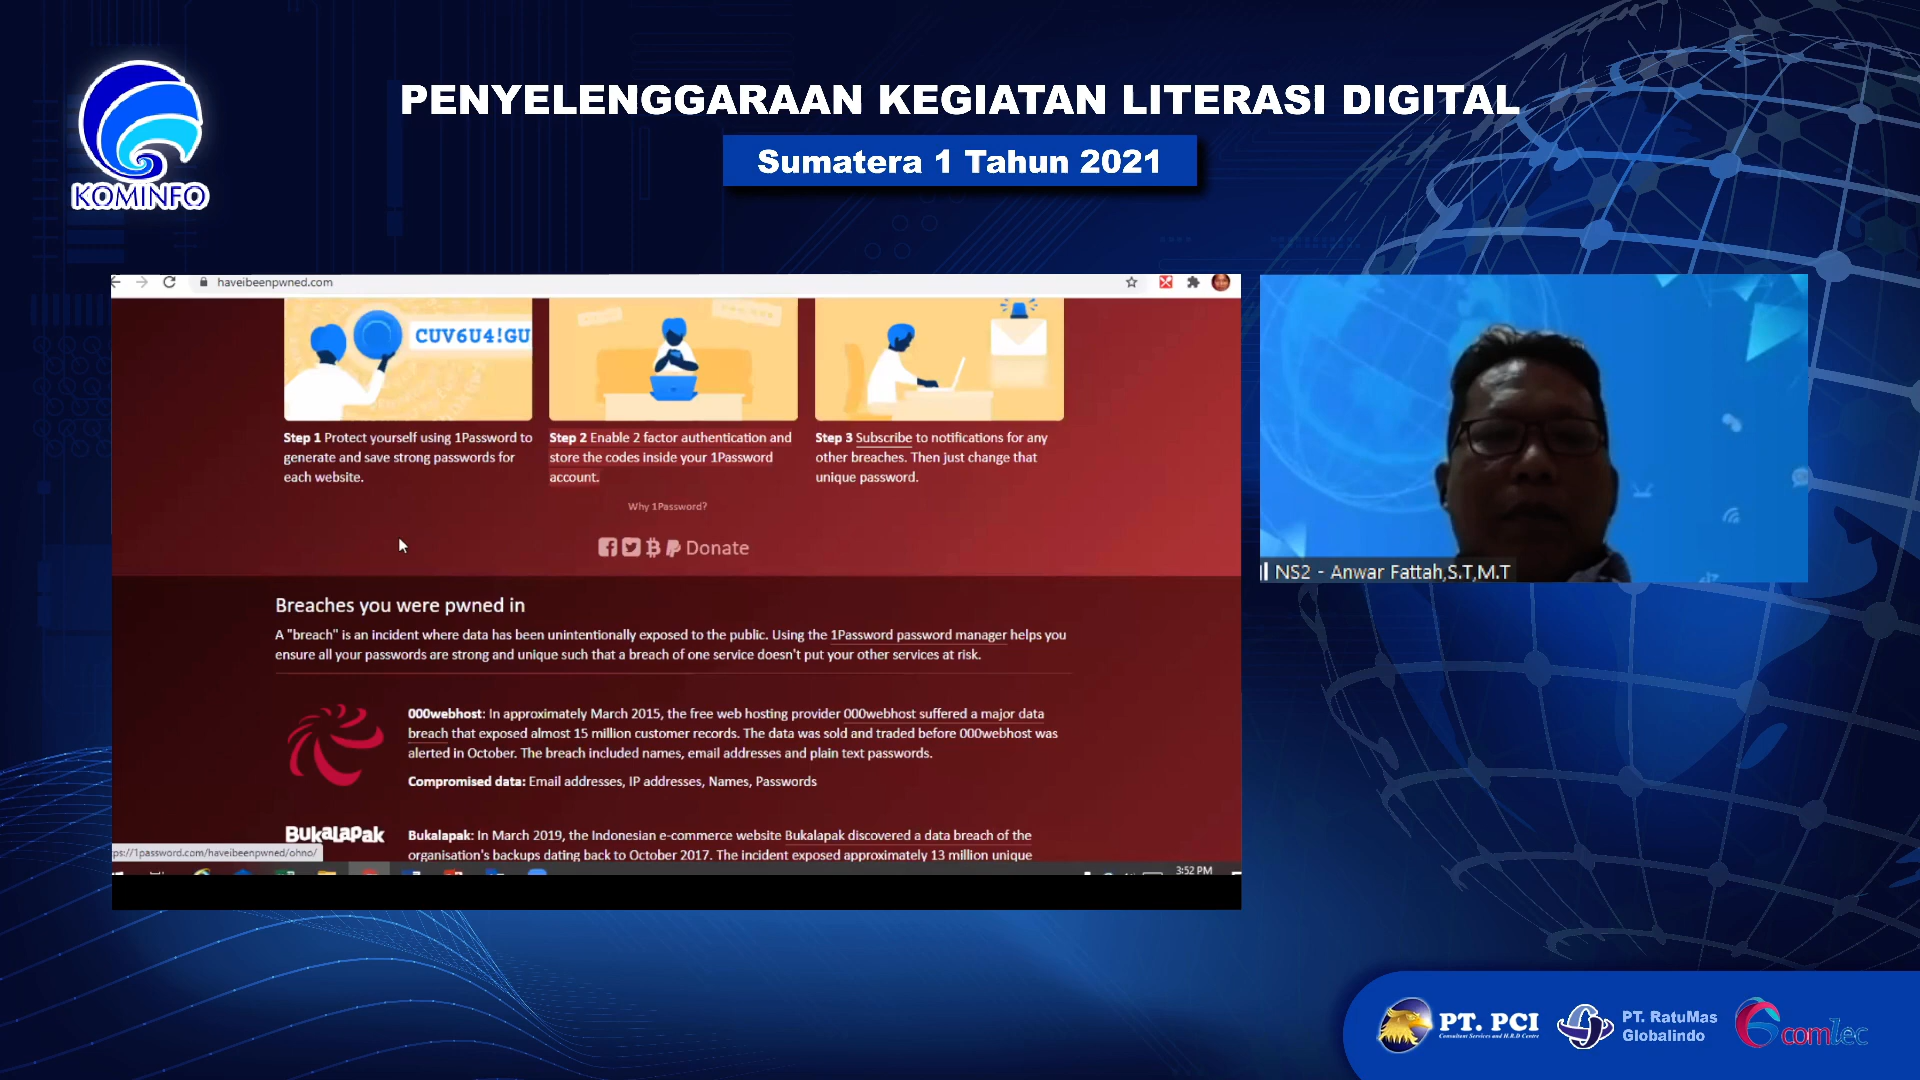 KOMINFO
PENYELENGGARAAN KEGIATAN LITERASI DIGITAL
Sumatera 1 Tahun 2021
haveibeenpwned.com
CUV6U4!GU
Step 1 Protect yourself using 1Password to
generate and save strong passwords for
each website.
Step 2 Enable 2 factor authentication and
store the codes inside your 1Password
account.
Step 3 Subscribe to notifications for any
other breaches. Then just change that
unique password.
Why 1Password?
Donate
Breaches you were pwned in
A "breach" is an incident where data has been unintentionally exposed to the public. Using the 1Password password manager helps you
ensure all your passwords are strong and unique such that a breach of one service doesn't put your other services at risk.
000webhost: In approximately March 2015, the free web hosting provider 000webhost suffered a major data
breach that exposed almost 15 million customer records. The data was sold and traded before 000webhost was
alerted in October. The breach included names, email addresses and plain text passwords.
Compromised data: Email addresses, IP addresses, Names, Passwords
BukalapaK
Bukalapak: In March 2019, the Indonesian e-commerce website Bukalapak discovered a data breach of the
organisation's backups dating back to October 2017. The incident exposed approximately 13 million unique
ps://1password.com/haveibeenpwned/ohno/
3:52 PM
NS2 - Anwar Fattah,S.T,M.T
PT. PCI
Consultant Services and H.R.D Centre
PT. RatuMas
Globalindo
comtec